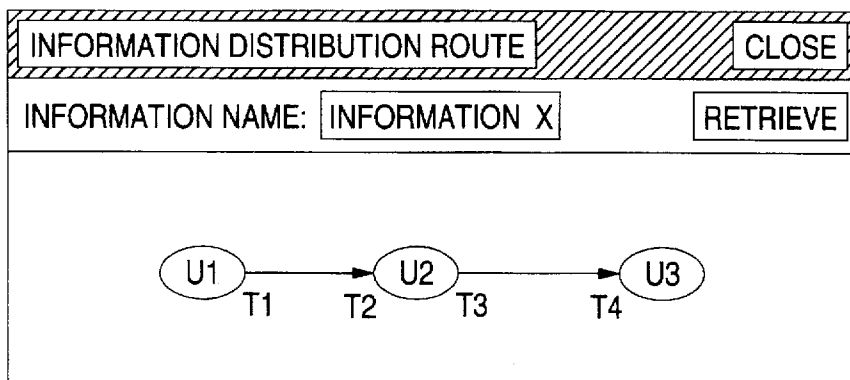 INFORMATION DISTRIBUTION ROUTE CLOSE
INFORMATION NAME: INFORMATION X RETRIEVE
U1 U2 U3
T1 T2 T3 T4